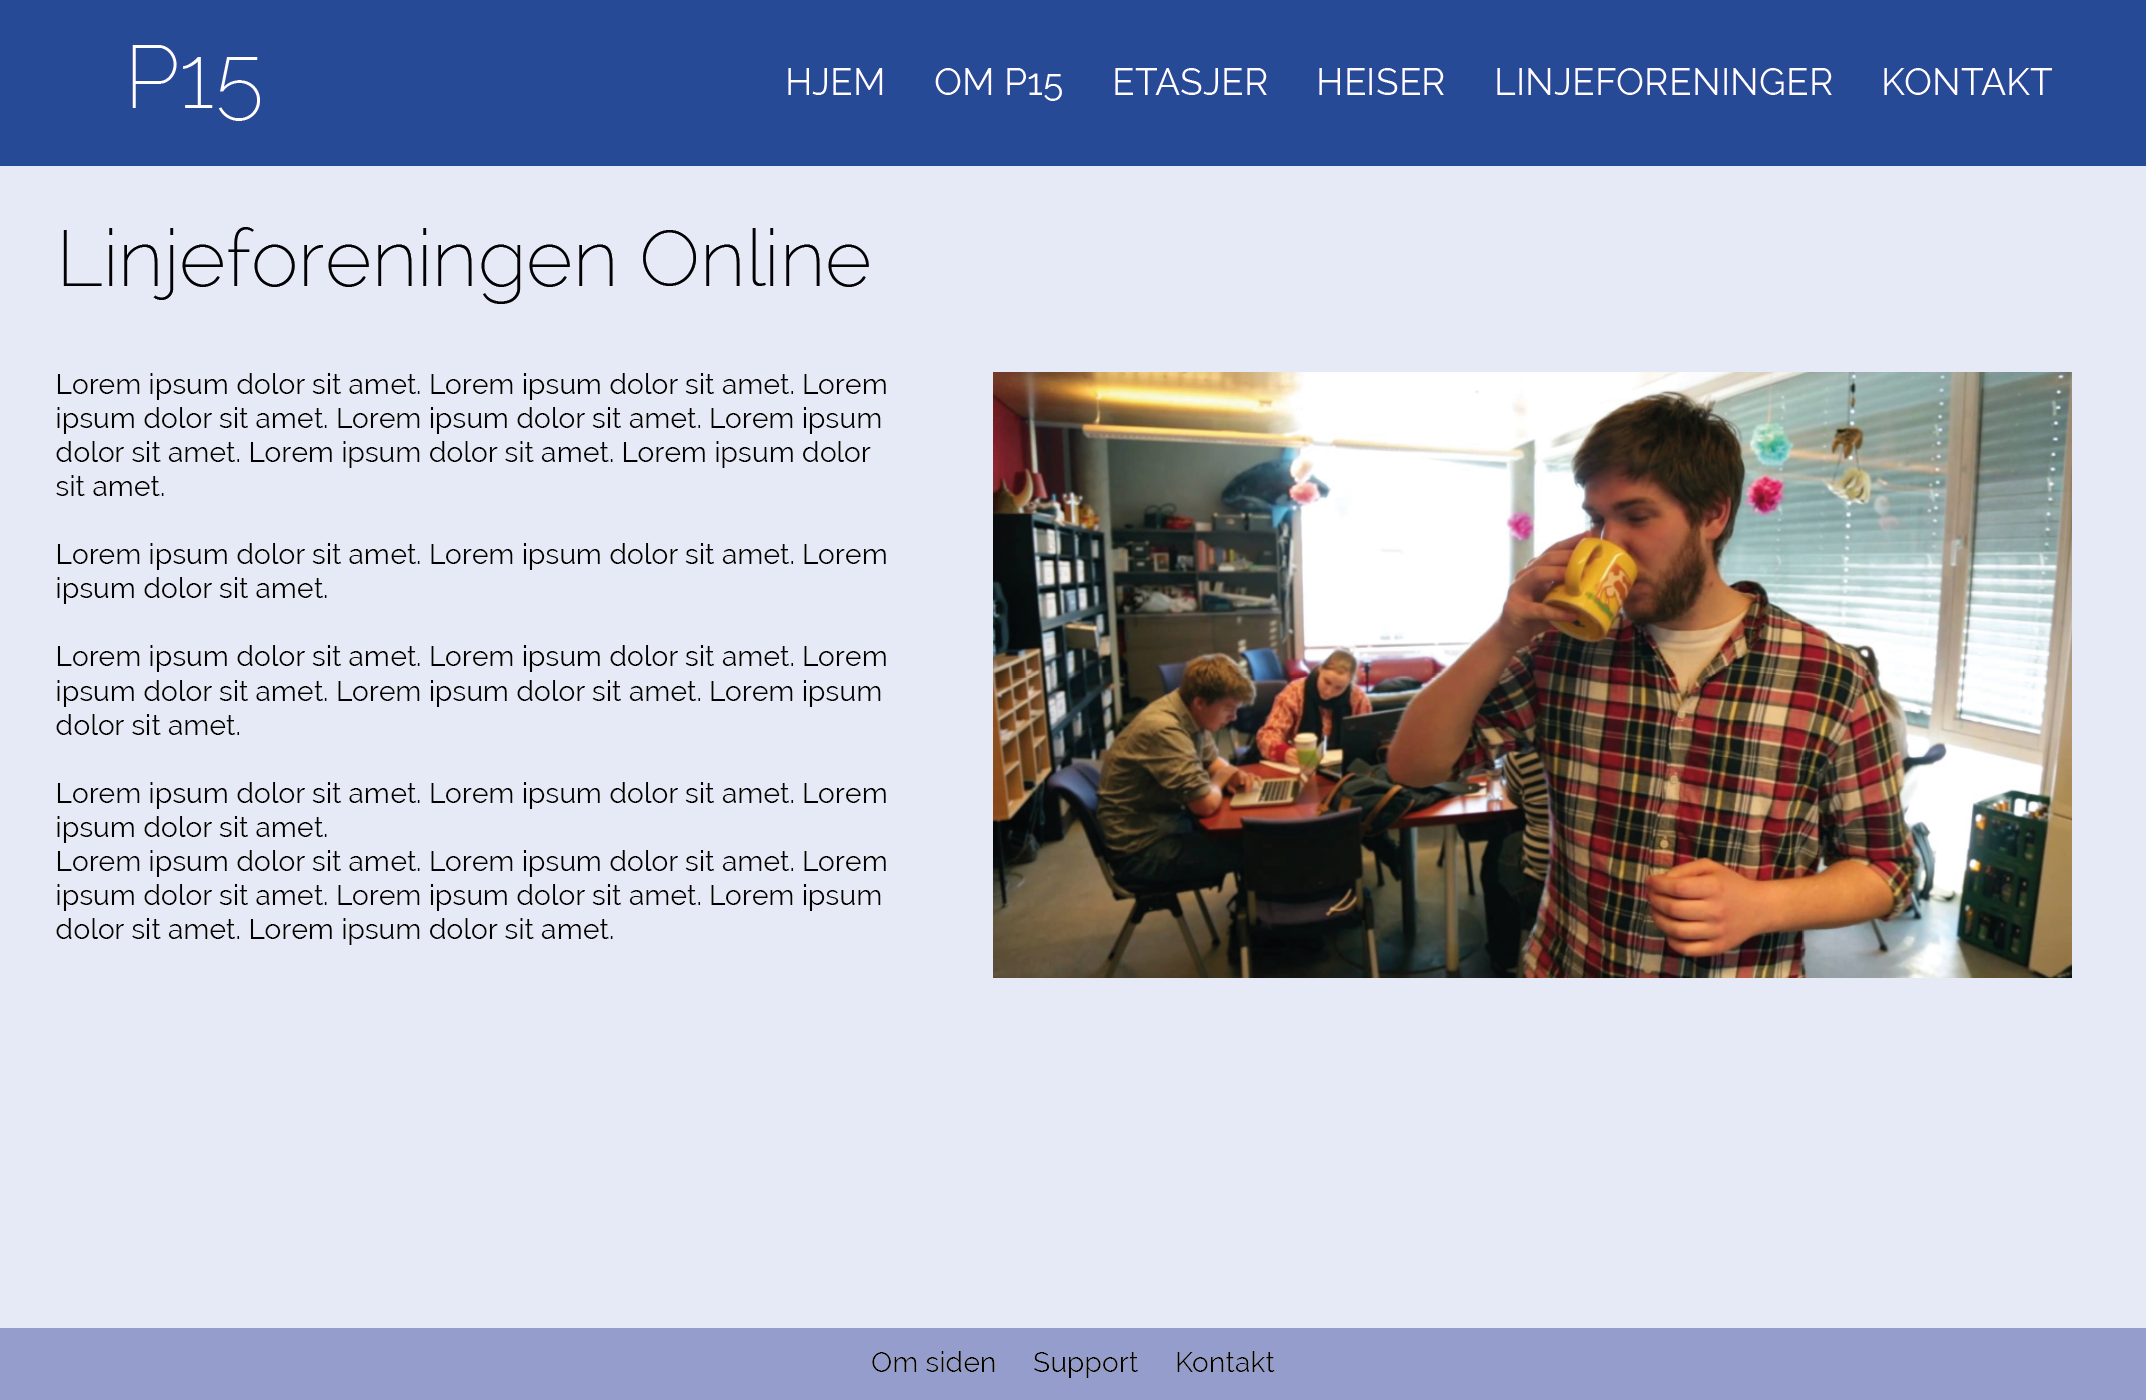 P15
HJEM OM P15 ETASJER HEISER LINJEFORENINGER KONTAKT
Linjeforeningen Online
Lorem ipsum dolor sit amet. Lorem ipsum dolor sit amet. Lorem
ipsum dolor sit amet. Lorem ipsum dolor sit amet. Lorem ipsum
dolor sit amet. Lorem ipsum dolor sit amet. Lorem ipsum dolor
sit amet.
Lorem ipsum dolor sit amet. Lorem ipsum dolor sit amet. Lorem
ipsum dolor sit amet.
Lorem ipsum dolor sit amet. Lorem ipsum dolor sit amet. Lorem
ipsum dolor sit amet. Lorem ipsum dolor sit amet. Lorem ipsum
dolor sit amet.
Lorem ipsum dolor sit amet. Lorem ipsum dolor sit amet. Lorem
ipsum dolor sit amet.
Lorem ipsum dolor sit amet. Lorem ipsum dolor sit amet. Lorem
ipsum dolor sit amet. Lorem ipsum dolor sit amet. Lorem ipsum
dolor sit amet. Lorem ipsum dolor sit amet.
Om siden Support Kontakt